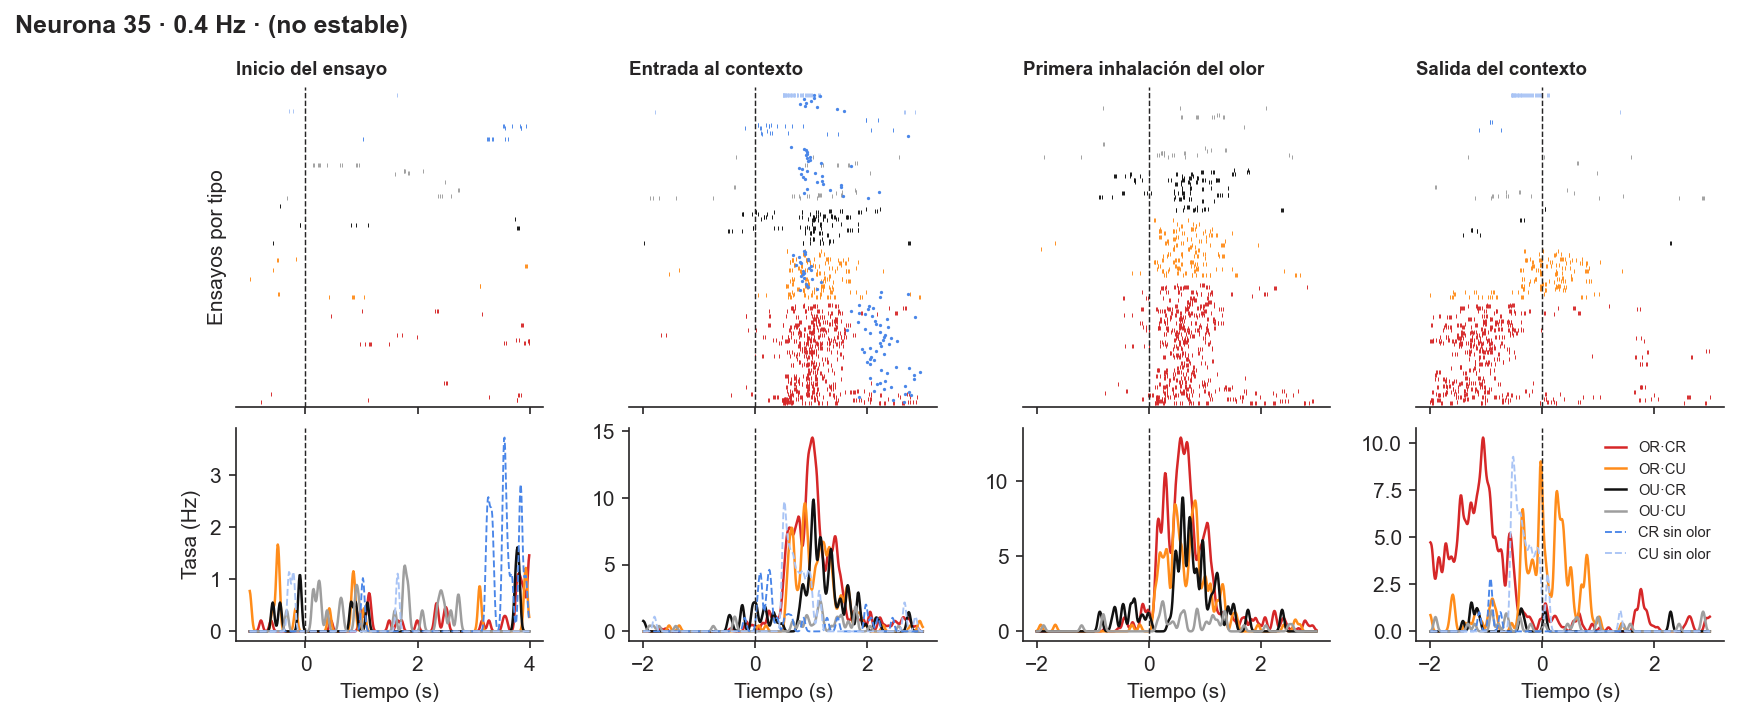 Neurona 35 · 0.4 Hz · (no estable)
Inicio del ensayo
Entrada al contexto
Primera inhalación del olor
Salida del contexto
Ensayos por tipo
Tasa (Hz)
3
2
1
0
15
10
5
0
10
5
0
10.0
7.5
5.0
2.5
0.0
OR·CR
OR·CU
OU·CR
OU·CU
CR sin olor
CU sin olor
0 2 4
−2 0 2
−2 0 2
−2 0 2
Tiempo (s)
Tiempo (s)
Tiempo (s)
Tiempo (s)